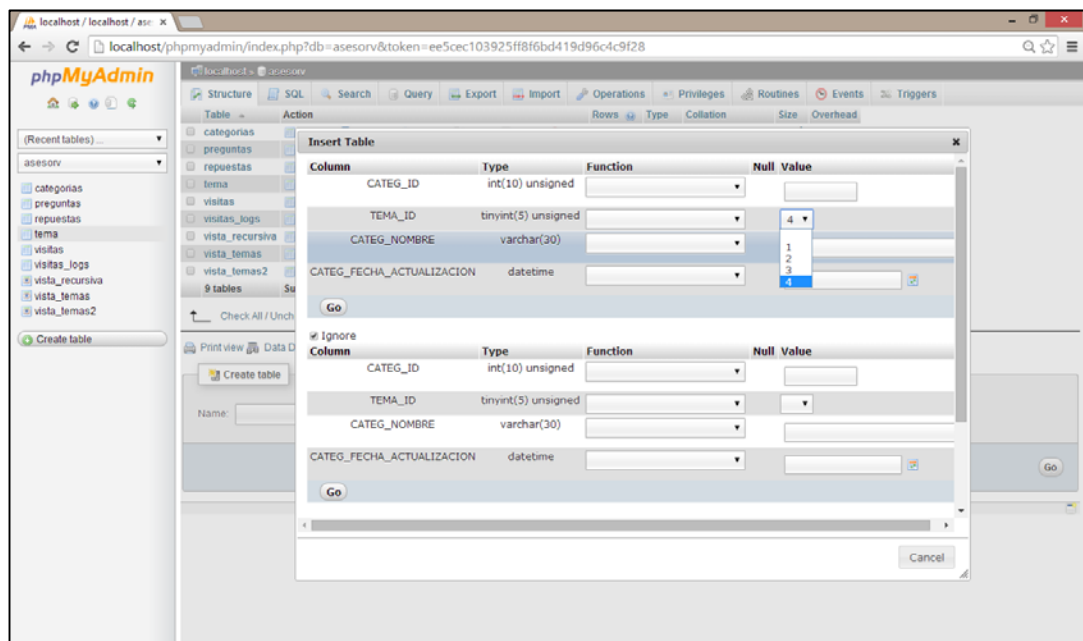 localhost / localhost / ase
localhost/phpmyadmin/index.php?db=asesorv&token=ee5cec103925ff8f6bd419d96c4c9f28
phpMyAdmin
(Recent tables) ...
asesorv
categorias
preguntas
repuestas
tema
visitas
visitas_logs
vista_recursiva
vista_temas
vista_temas2
Create table
localhost » asesorv
Structure SQL Search Query Export Import Operations Privileges Routines Events Triggers
Table Action Rows Type Collation Size Overhead
categorias
preguntas
repuestas
tema
visitas
visitas_logs
vista_recursiva
vista_temas
vista_temas2
9 tables Su
Check All / Unch
Print view Data D
Create table
Name:
Go
Insert Table
Column Type Function Null Value
CATEG_ID int(10) unsigned
TEMA_ID tinyint(5) unsigned 4
1
2
3
4
CATEG_NOMBRE varchar(30)
CATEG_FECHA_ACTUALIZACION datetime
Go
Ignore
Column Type Function Null Value
CATEG_ID int(10) unsigned
TEMA_ID tinyint(5) unsigned
CATEG_NOMBRE varchar(30)
CATEG_FECHA_ACTUALIZACION datetime
Go
Cancel